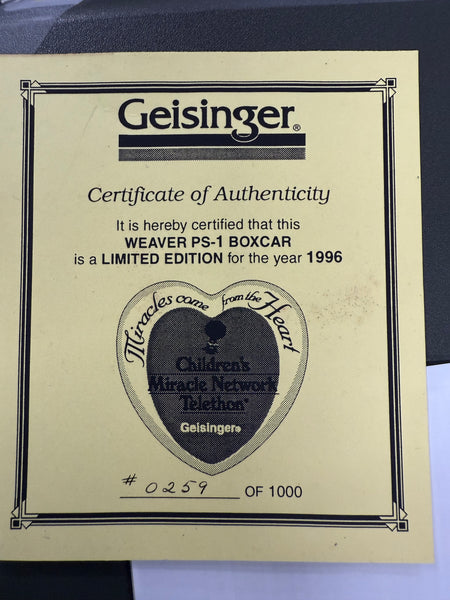 Geisinger®
Certificate of Authenticity
It is hereby certified that this
WEAVER PS-1 BOXCAR
is a LIMITED EDITION for the year 1996
Miracles come from the Heart
Children's
Miracle Network
Telethon®
Geisinger®
# 0259 OF 1000